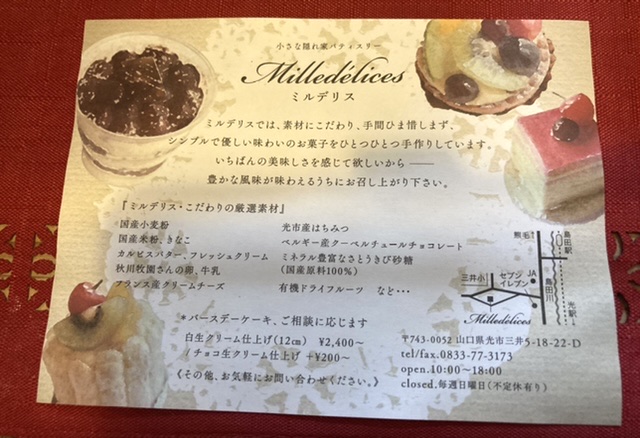 小さな隠れ家パティスリー
Milledélices
ミルデリス
ミルデリスでは、素材にこだわり、手間ひま惜しまず、
シンプルで優しい味わいのお菓子をひとつひとつ手作りしています。
いちばんの美味しさを感じて欲しいから ――
豊かな風味が味わえるうちにお召し上がり下さい。
『ミルデリス・こだわりの厳選素材』
国産小麦粉
国産米粉、きなこ
カルピスバター、フレッシュクリーム
秋川牧園さんの卵、牛乳
フランス産クリームチーズ
光市産はちみつ
ベルギー産クーベルチュールチョコレート
ミネラル豊富なさとうきび砂糖
(国産原料100%)
有機ドライフルーツ など・・・
*バースデーケーキ、ご相談に応じます
白生クリーム仕上げ(12cm) ¥2,400~
/チョコ生クリーム仕上げ +¥200~
《その他、お気軽にお問い合わせください。》
熊毛
島田駅
三井小
セブン
イレブン
JA
島田川
光駅
Milledélices
〒743-0052 山口県光市三井5-18-22-D
tel/fax.0833-77-3173
open.10:00~18:00
closed.毎週日曜日(不定休有り)